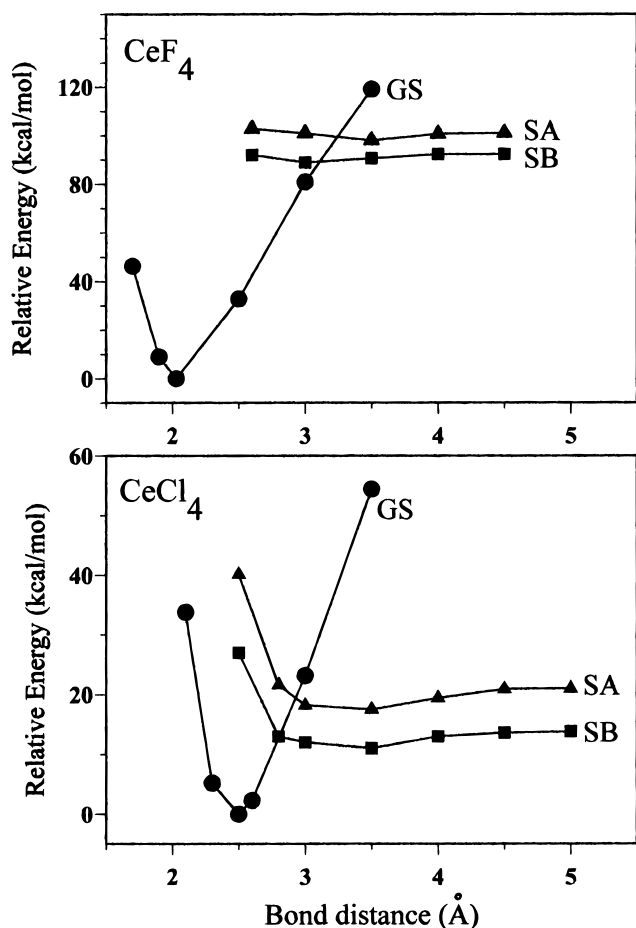 CeF4
GS
SA
SB
Relative Energy (kcal/mol)
120
80
40
0
2 3 4 5
CeCl4
GS
SA
SB
Relative Energy (kcal/mol)
60
40
20
0
2 3 4 5
Bond distance (Å)